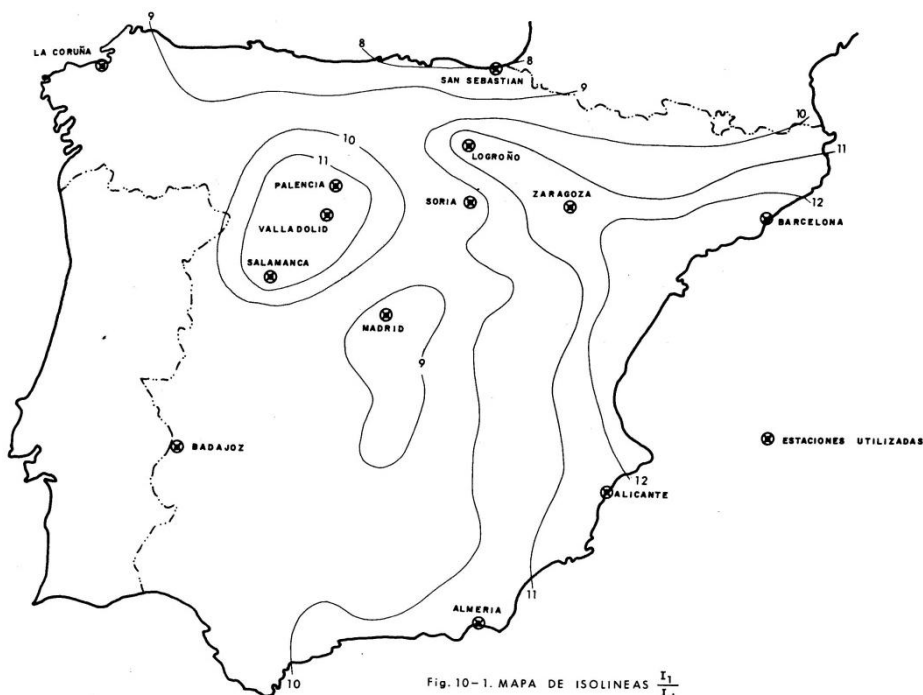 9
LA CORUÑA
8
8
SAN SEBASTIAN
9
10
10
11
LOGROÑO
11
12
PALENCIA
SORIA
ZARAGOZA
VALLADOLID
BARCELONA
SALAMANCA
MADRID
9
BADAJOZ
ESTACIONES UTILIZADAS
12
ALICANTE
11
ALMERIA
10
Fig. 10-1. MAPA DE ISOLINEAS I1